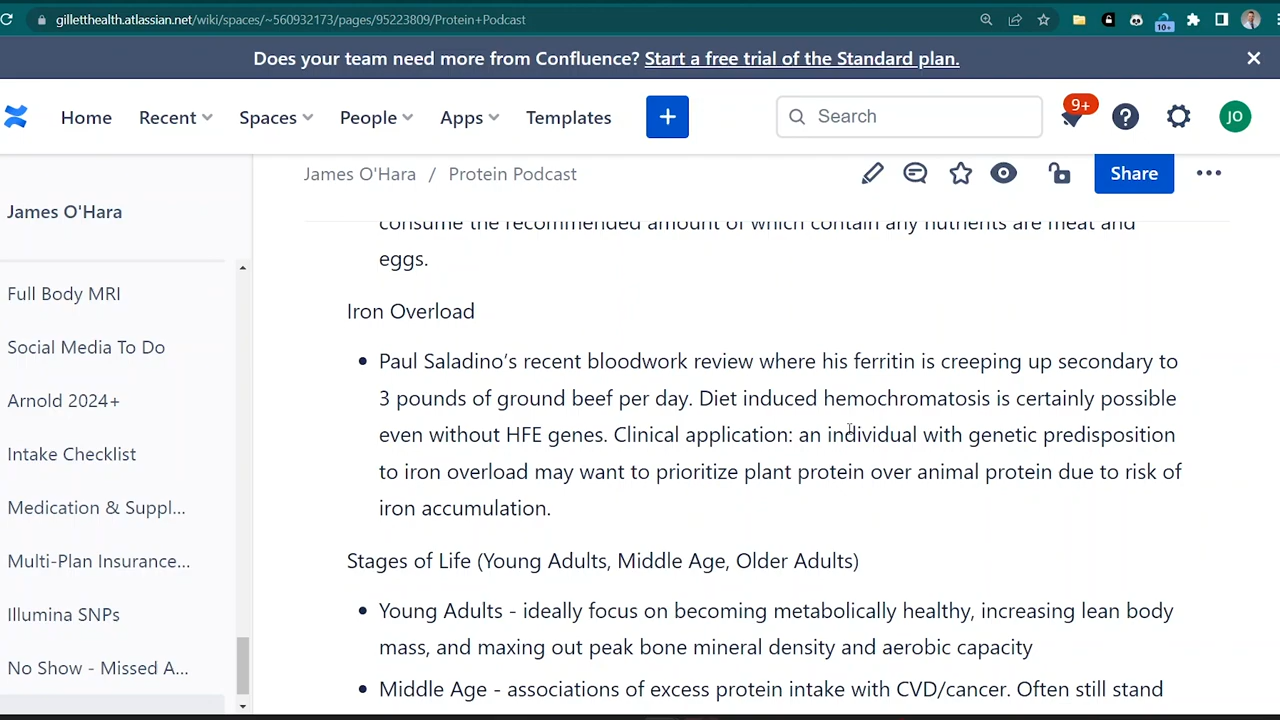 gilletthealth.atlassian.net/wiki/spaces/~560932173/pages/95223809/Protein+Podcast
10+
Does your team need more from Confluence? Start a free trial of the Standard plan.
Home Recent Spaces People Apps Templates + Search 9+ ? JO
James O'Hara / Protein Podcast Share
James O'Hara
Full Body MRI
Social Media To Do
Arnold 2024+
Intake Checklist
Medication & Suppl...
Multi-Plan Insurance...
Illumina SNPs
No Show - Missed A...
consume the recommended amount of which contain any nutrients are meat and
eggs.
Iron Overload
• Paul Saladino’s recent bloodwork review where his ferritin is creeping up secondary to
3 pounds of ground beef per day. Diet induced hemochromatosis is certainly possible
even without HFE genes. Clinical application: an individual with genetic predisposition
to iron overload may want to prioritize plant protein over animal protein due to risk of
iron accumulation.
Stages of Life (Young Adults, Middle Age, Older Adults)
• Young Adults - ideally focus on becoming metabolically healthy, increasing lean body
mass, and maxing out peak bone mineral density and aerobic capacity
• Middle Age - associations of excess protein intake with CVD/cancer. Often still stand